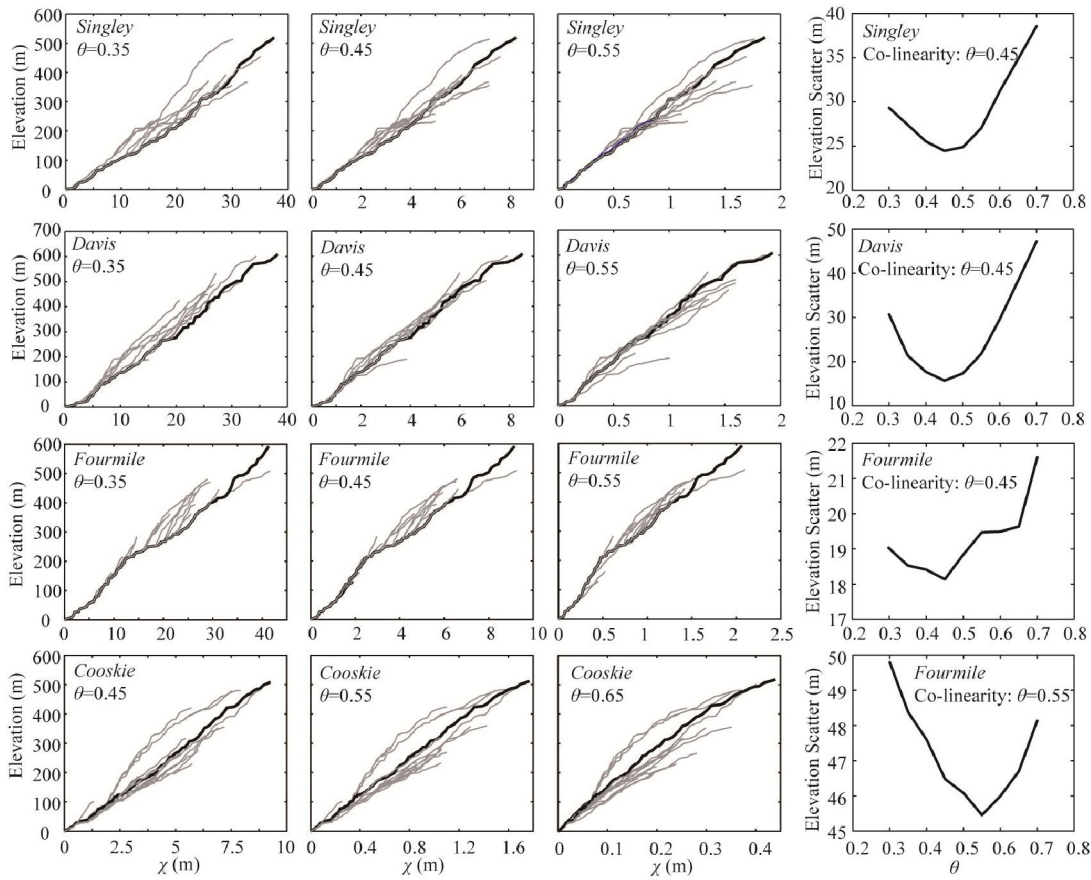 600
500
400
300
200
100
0
Elevation (m)
Singley
θ=0.35
0 10 20 30 40
Singley
θ=0.45
0 2 4 6 8
Singley
θ=0.55
0 0.5 1 1.5 2
40
35
30
25
20
Elevation Scatter (m)
Singley
Co-linearity: θ=0.45
0.2 0.3 0.4 0.5 0.6 0.7 0.8
700
600
500
400
300
200
100
0
Elevation (m)
Davis
θ=0.35
0 10 20 30 40
Davis
θ=0.45
0 2 4 6 8
Davis
θ=0.55
0 0.5 1 1.5 2
50
40
30
20
10
Elevation Scatter (m)
Davis
Co-linearity: θ=0.45
0.2 0.3 0.4 0.5 0.6 0.7 0.8
600
500
400
300
200
100
0
Elevation (m)
Fourmile
θ=0.35
0 10 20 30 40
Fourmile
θ=0.45
0 2 4 6 8 10
Fourmile
θ=0.55
0 0.5 1 1.5 2 2.5
22
21
20
19
18
17
Elevation Scatter (m)
Fourmile
Co-linearity: θ=0.45
0.2 0.3 0.4 0.5 0.6 0.7 0.8
600
500
400
300
200
100
0
Elevation (m)
Cooskie
θ=0.45
0 2.5 5 7.5 10
χ (m)
Cooskie
θ=0.55
0 0.4 0.8 1.2 1.6
χ (m)
Cooskie
θ=0.65
0 0.1 0.2 0.3 0.4
χ (m)
50
49
48
47
46
45
Elevation Scatter (m)
Fourmile
Co-linearity: θ=0.55
0.2 0.3 0.4 0.5 0.6 0.7 0.8
θ